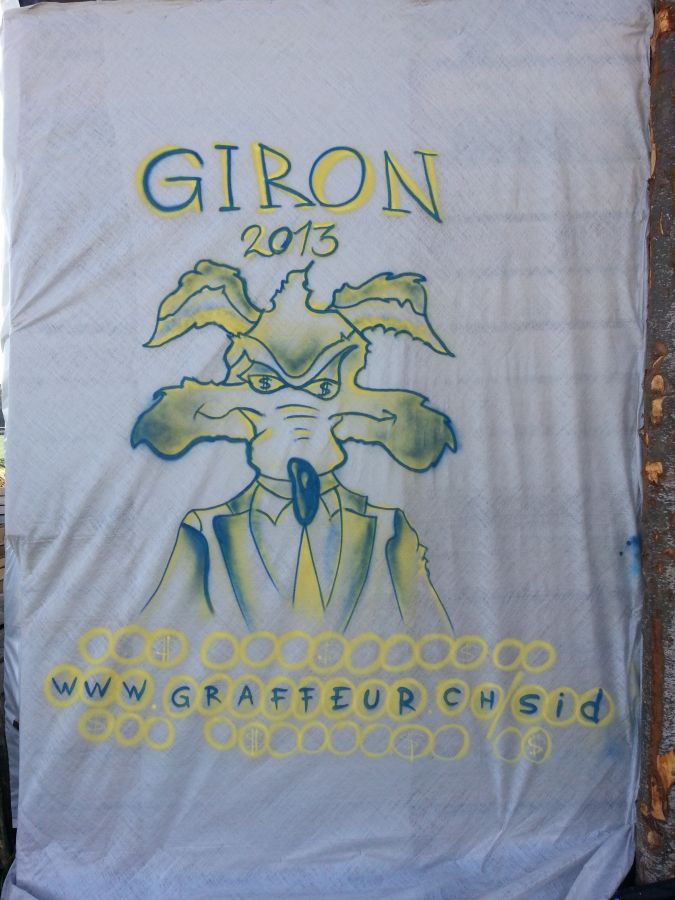 GIRON
2013
$ $
$ $ $
www.GRAFFEUR.CH/sid
$ $ $ $